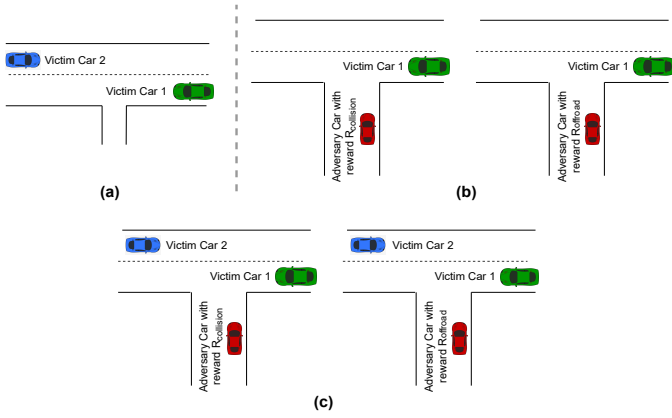 Victim Car 2
Victim Car 1
(a)
Victim Car 1
Adversary Car with
reward Rcollision
Victim Car 1
Adversary Car with
reward Roffroad
(b)
Victim Car 2
Victim Car 1
Adversary Car with
reward Rcollision
Victim Car 2
Victim Car 1
Adversary Car with
reward Roffroad
(c)